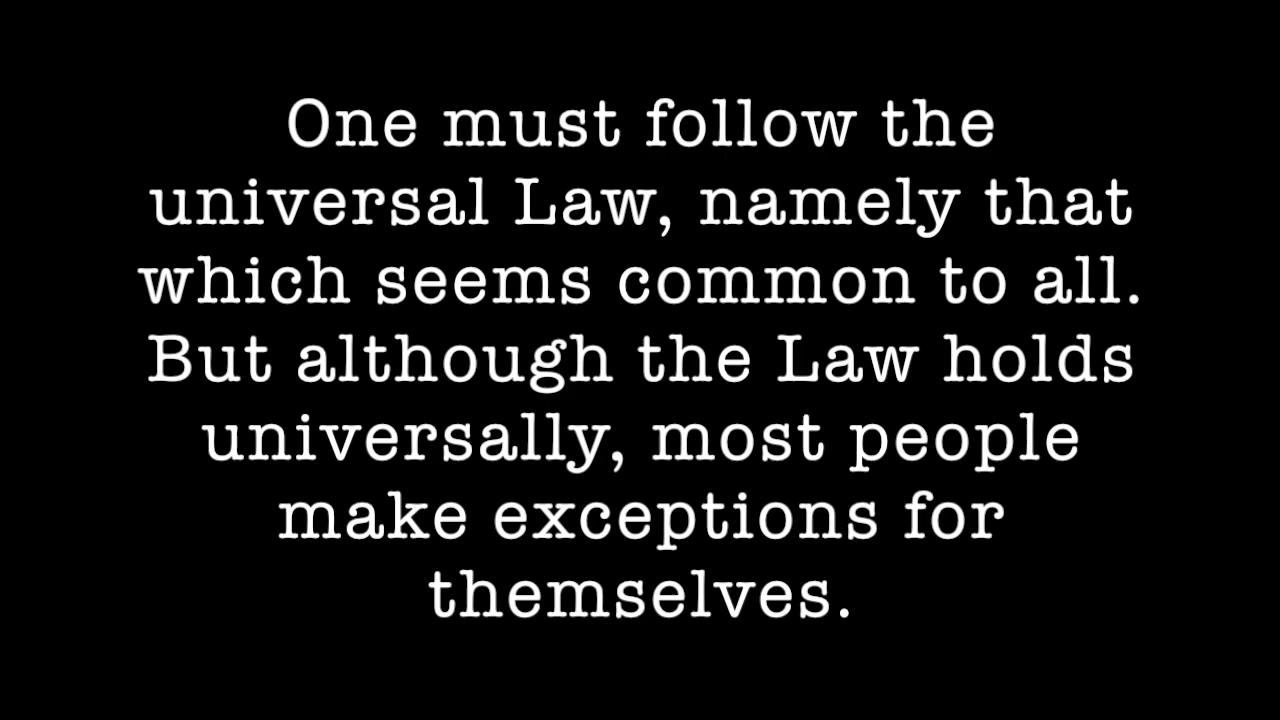 One must follow the
universal Law, namely that
which seems common to all.
But although the Law holds
universally, most people
make exceptions for
themselves.